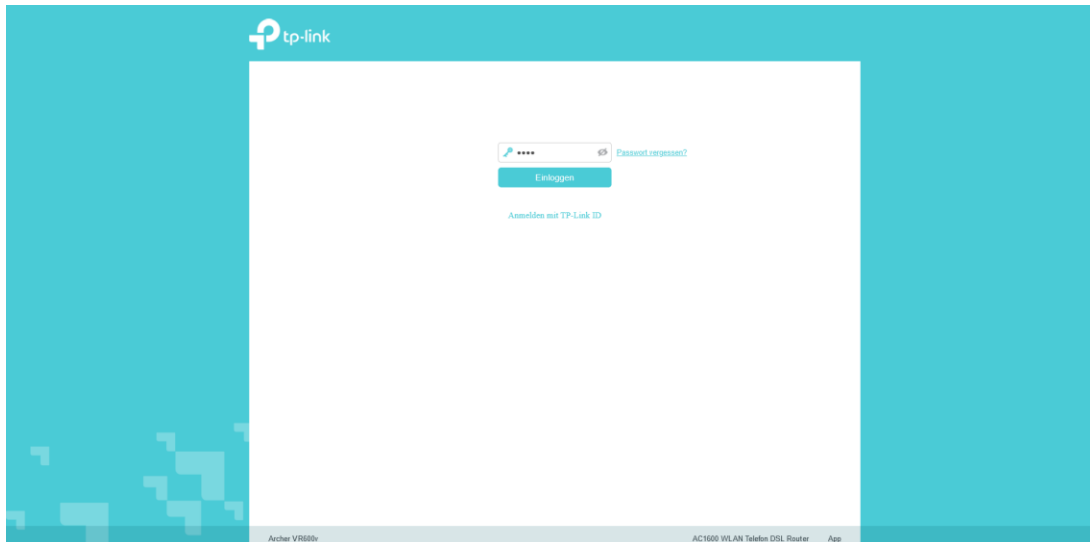 tp-link
•••• Passwort vergessen?
Einloggen
Anmelden mit TP-Link ID
Archer VR600v AC1600 WLAN Telefon DSL Router App